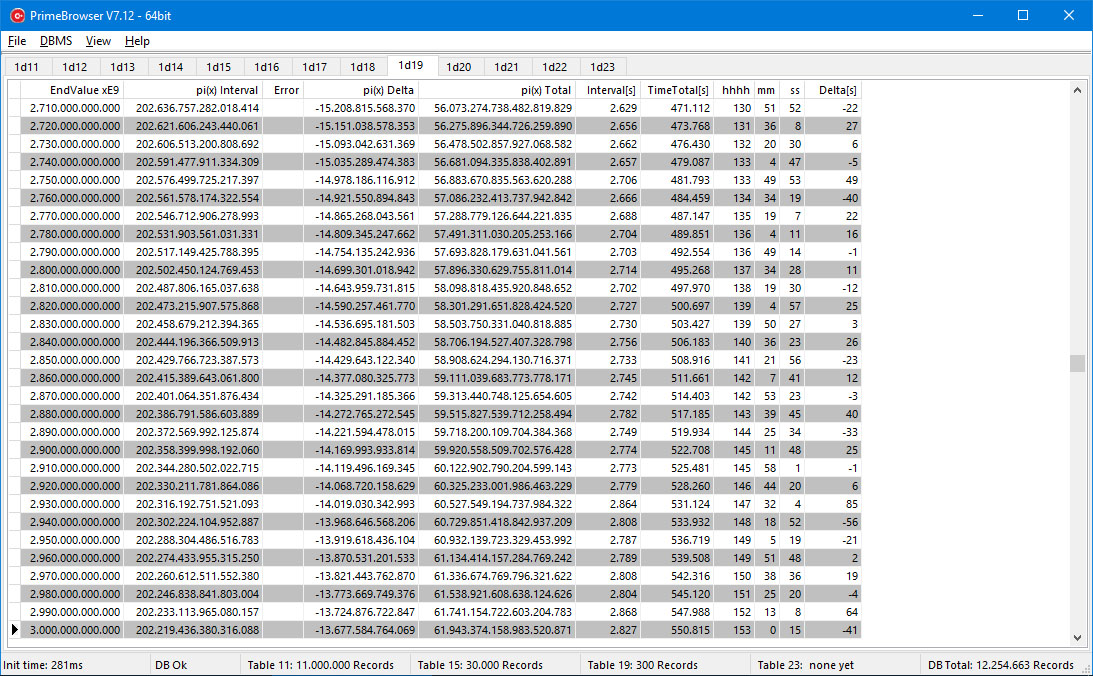 PrimeBrowser V7.12 - 64bit
File DBMS View Help
1d11 1d12 1d13 1d14 1d15 1d16 1d17 1d18 1d19 1d20 1d21 1d22 1d23
EndValue xE9 pi(x) Interval Error pi(x) Delta pi(x) Total Interval[s] TimeTotal[s] hhhh mm ss Delta[s]
2.710.000.000.000 202.636.757.282.018.414 -15.208.815.568.370 56.073.274.738.482.819.829 2.629 471.112 130 51 52 -22
2.720.000.000.000 202.621.606.243.440.061 -15.151.038.578.353 56.275.896.344.726.259.890 2.656 473.768 131 36 8 27
2.730.000.000.000 202.606.513.200.808.692 -15.093.042.631.369 56.478.502.857.927.068.582 2.662 476.430 132 20 30 6
2.740.000.000.000 202.591.477.911.334.309 -15.035.289.474.383 56.681.094.335.838.402.891 2.657 479.087 133 4 47 -5
2.750.000.000.000 202.576.499.725.217.397 -14.978.186.116.912 56.883.670.835.563.620.288 2.706 481.793 133 49 53 49
2.760.000.000.000 202.561.578.174.322.554 -14.921.550.894.843 57.086.232.413.737.942.842 2.666 484.459 134 34 19 -40
2.770.000.000.000 202.546.712.906.278.993 -14.865.268.043.561 57.288.779.126.644.221.835 2.688 487.147 135 19 7 22
2.780.000.000.000 202.531.903.561.031.331 -14.809.345.247.662 57.491.311.030.205.253.166 2.704 489.851 136 4 11 16
2.790.000.000.000 202.517.149.425.788.395 -14.754.135.242.936 57.693.828.179.631.041.561 2.703 492.554 136 49 14 -1
2.800.000.000.000 202.502.450.124.769.453 -14.699.301.018.942 57.896.330.629.755.811.014 2.714 495.268 137 34 28 11
2.810.000.000.000 202.487.806.165.037.638 -14.643.959.731.815 58.098.818.435.920.848.652 2.702 497.970 138 19 30 -12
2.820.000.000.000 202.473.215.907.575.868 -14.590.257.461.770 58.301.291.651.828.424.520 2.727 500.697 139 4 57 25
2.830.000.000.000 202.458.679.212.394.365 -14.536.695.181.503 58.503.750.331.040.818.885 2.730 503.427 139 50 27 3
2.840.000.000.000 202.444.196.366.509.913 -14.482.845.884.452 58.706.194.527.407.328.798 2.756 506.183 140 36 23 26
2.850.000.000.000 202.429.766.723.387.573 -14.429.643.122.340 58.908.624.294.130.716.371 2.733 508.916 141 21 56 -23
2.860.000.000.000 202.415.389.643.061.800 -14.377.080.325.773 59.111.039.683.773.778.171 2.745 511.661 142 7 41 12
2.870.000.000.000 202.401.064.351.876.434 -14.325.291.185.366 59.313.440.748.125.654.605 2.742 514.403 142 53 23 -3
2.880.000.000.000 202.386.791.586.603.889 -14.272.765.272.545 59.515.827.539.712.258.494 2.782 517.185 143 39 45 40
2.890.000.000.000 202.372.569.992.125.874 -14.221.594.478.015 59.718.200.109.704.384.368 2.749 519.934 144 25 34 -33
2.900.000.000.000 202.358.399.998.192.060 -14.169.993.933.814 59.920.558.509.702.576.428 2.774 522.708 145 11 48 25
2.910.000.000.000 202.344.280.502.022.715 -14.119.496.169.345 60.122.902.790.204.599.143 2.773 525.481 145 58 1 -1
2.920.000.000.000 202.330.211.781.864.086 -14.068.720.158.629 60.325.233.001.986.463.229 2.779 528.260 146 44 20 6
2.930.000.000.000 202.316.192.751.521.093 -14.019.030.342.993 60.527.549.194.737.984.322 2.864 531.124 147 32 4 85
2.940.000.000.000 202.302.224.104.952.887 -13.968.646.568.206 60.729.851.418.842.937.209 2.808 533.932 148 18 52 -56
2.950.000.000.000 202.288.304.486.516.783 -13.919.618.436.104 60.932.139.723.329.453.992 2.787 536.719 149 5 19 -21
2.960.000.000.000 202.274.433.955.315.250 -13.870.531.201.533 61.134.414.157.284.769.242 2.789 539.508 149 51 48 2
2.970.000.000.000 202.260.612.511.552.380 -13.821.443.762.870 61.336.674.769.796.321.622 2.808 542.316 150 38 36 19
2.980.000.000.000 202.246.838.841.803.004 -13.773.669.749.376 61.538.921.608.638.124.626 2.804 545.120 151 25 20 -4
2.990.000.000.000 202.233.113.965.080.157 -13.724.876.722.847 61.741.154.722.603.204.783 2.868 547.988 152 13 8 64
3.000.000.000.000 202.219.436.380.316.088 -13.677.584.764.069 61.943.374.158.983.520.871 2.827 550.815 153 0 15 -41
Init time: 281ms DB Ok Table 11: 11.000.000 Records Table 15: 30.000 Records Table 19: 300 Records Table 23: none yet DB Total: 12.254.663 Records